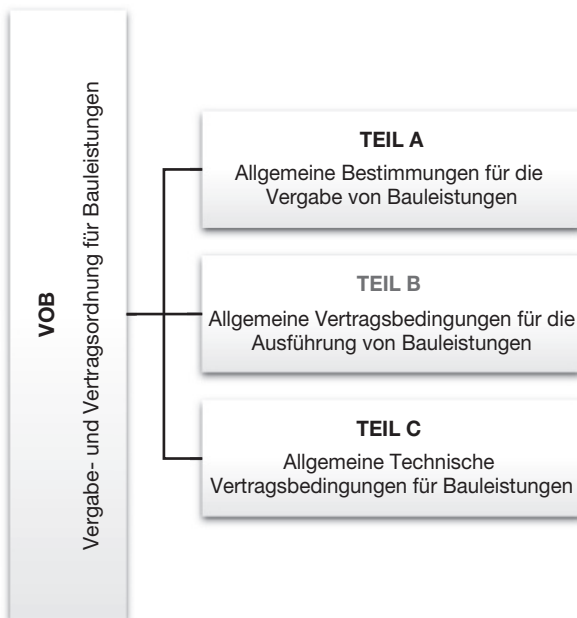 VOB
Vergabe- und Vertragsordnung für Bauleistungen
TEIL A
Allgemeine Bestimmungen für die
Vergabe von Bauleistungen
TEIL B
Allgemeine Vertragsbedingungen für die
Ausführung von Bauleistungen
TEIL C
Allgemeine Technische
Vertragsbedingungen für Bauleistungen